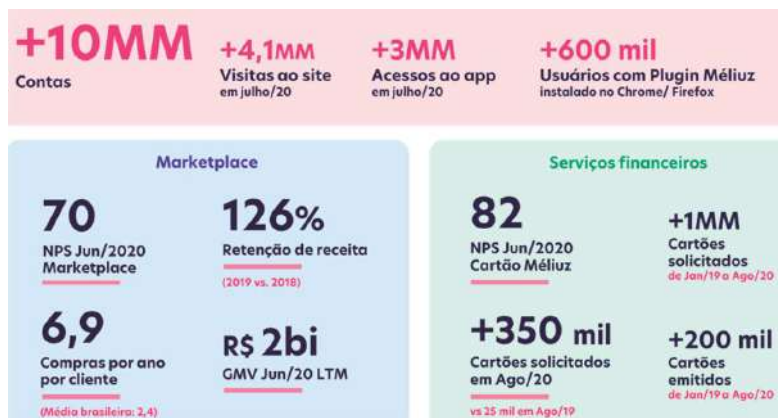 +10MM
Contas
+4,1MM
Visitas ao site
em julho/20
+3MM
Acessos ao app
em julho/20
+600 mil
Usuários com Plugin Méliuz
instalado no Chrome/ Firefox
Marketplace
70
NPS Jun/2020
Marketplace
126%
Retenção de receita
(2019 vs. 2018)
6,9
Compras por ano
por cliente
(Média brasileira: 2,4)
R$ 2bi
GMV Jun/20 LTM
Serviços financeiros
82
NPS Jun/2020
Cartão Méliuz
+1MM
Cartões
solicitados
de Jan/19 a Ago/20
+350 mil
Cartões solicitados
em Ago/20
vs 25 mil em Ago/19
+200 mil
Cartões
emitidos
de Jan/19 a Ago/20